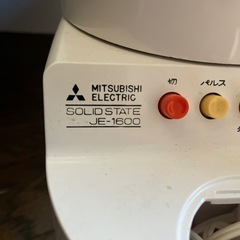 MITSUBISHI
ELECTRIC
SOLID STATE
JE-1600
切
パルス